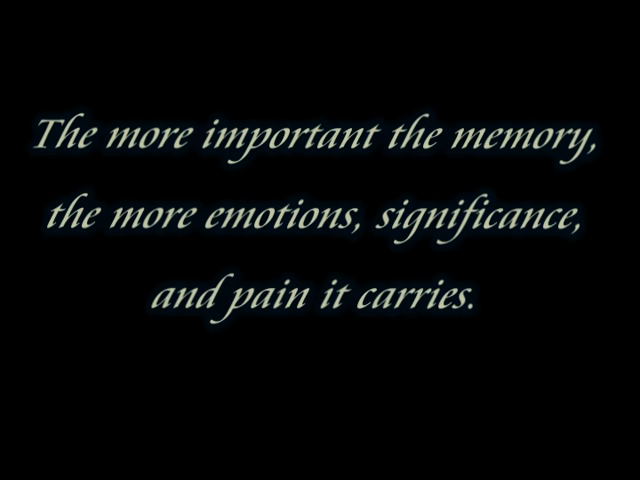 The more important the memory,
the more emotions, significance,
and pain it carries.